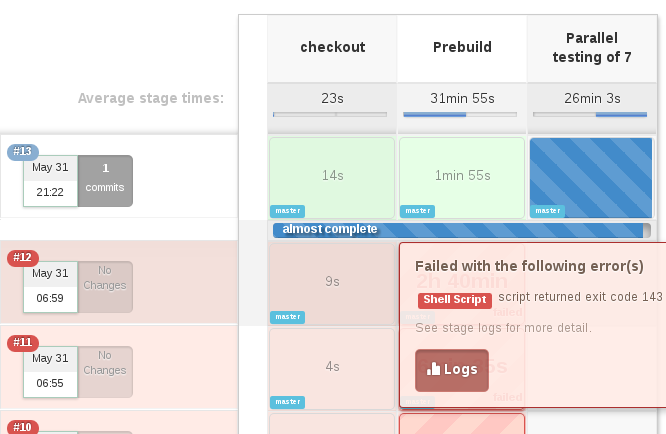 checkout
Prebuild
Parallel
testing of 7
Average stage times:
23s
31min 55s
26min 3s
#13
May 31
21:22
1
commits
14s
master
1min 55s
master
master
almost complete
#12
May 31
06:59
No
Changes
9s
master
2h 40min
Failed with the following error(s)
Shell Script script returned exit code 143
See stage logs for more detail.
Logs
#11
May 31
06:55
No
Changes
4s
master
#10